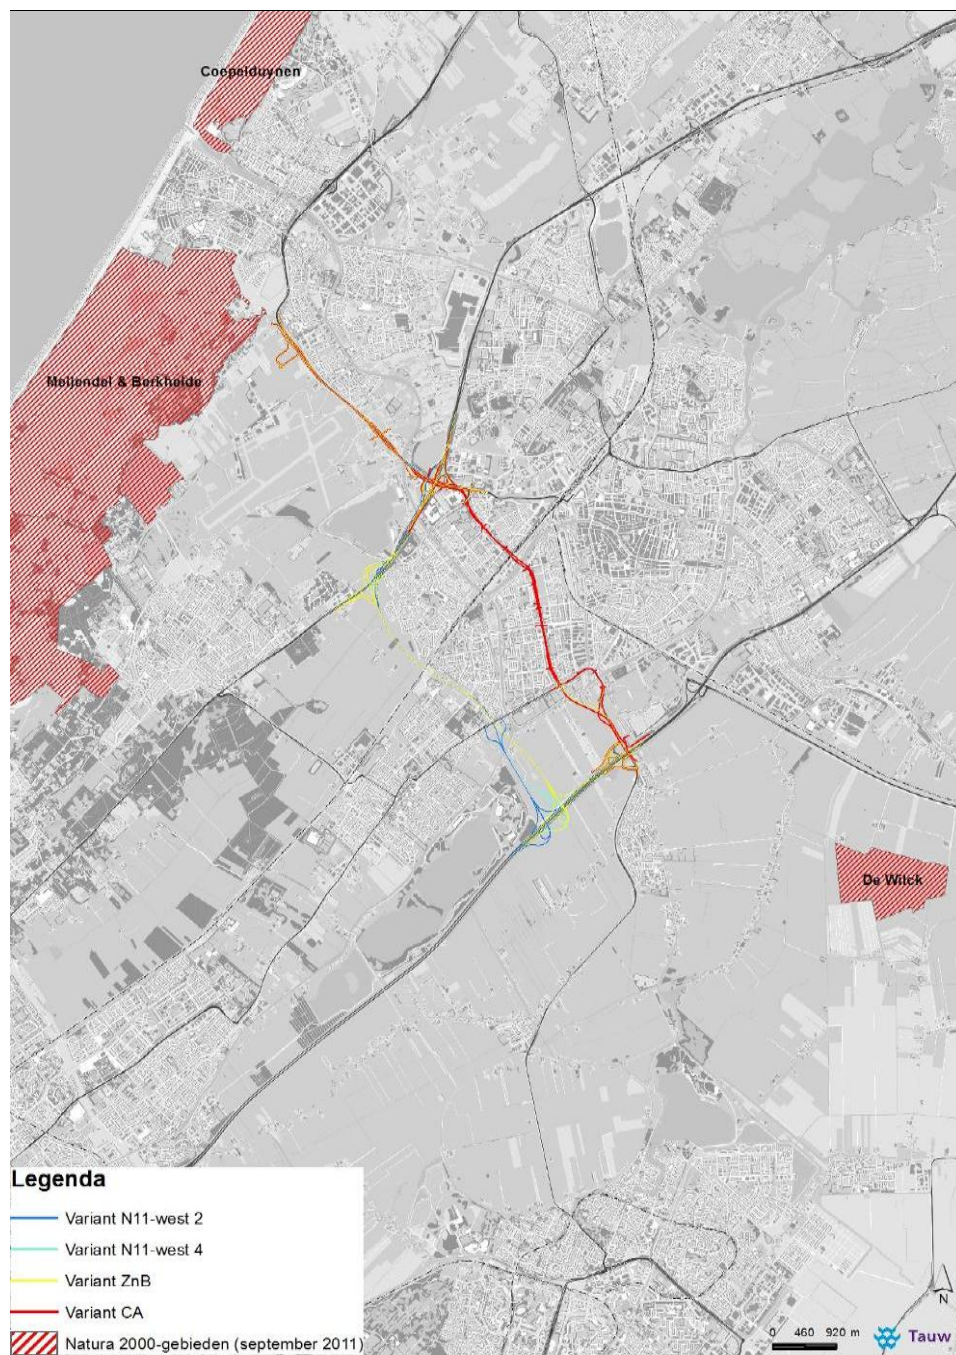 Coepelduynen
Meijendel & Berkheide
De Wilck
Legenda
Variant N11-west 2
Variant N11-west 4
Variant ZnB
Variant CA
Natura 2000-gebieden (september 2011)
N
0 460 920 m
Tauw